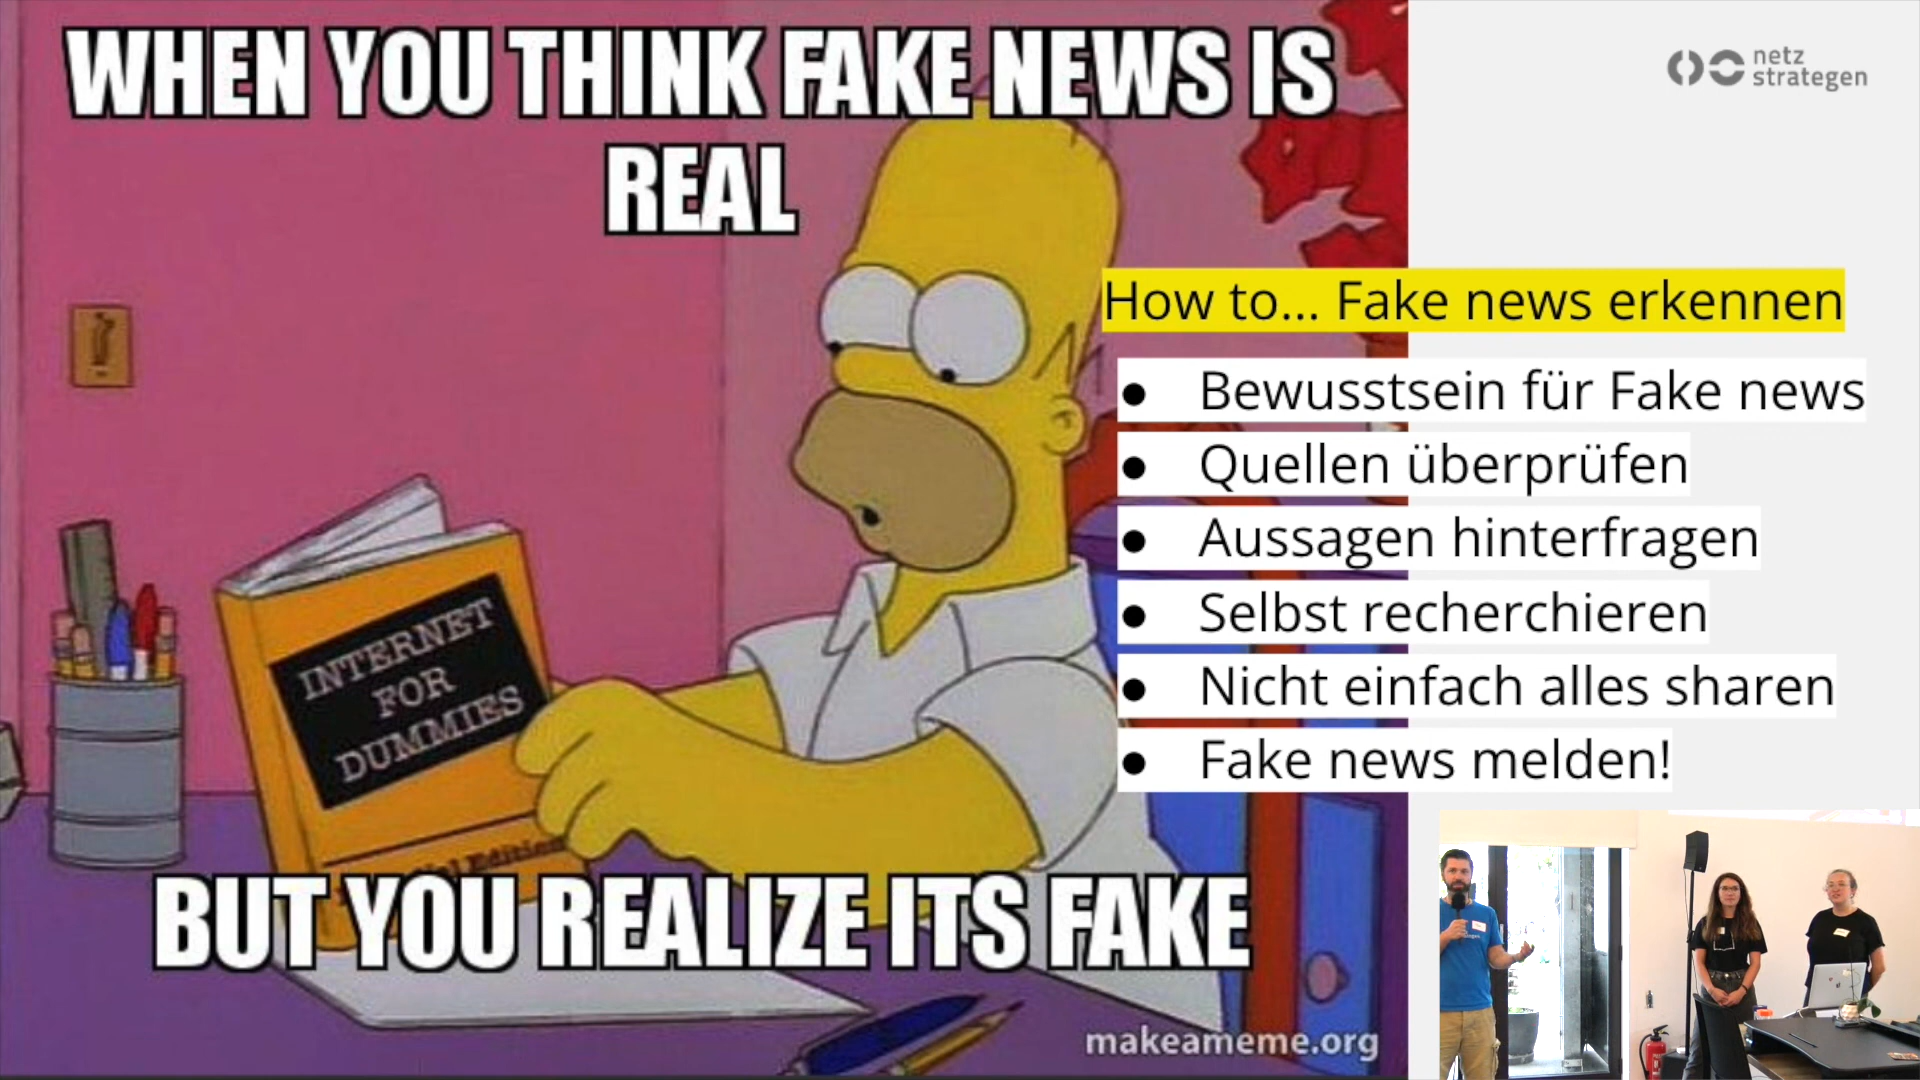 WHEN YOU THINK FAKE NEWS IS
REAL
netz
strategen
How to... Fake news erkennen
● Bewusstsein für Fake news
● Quellen überprüfen
● Aussagen hinterfragen
● Selbst recherchieren
● Nicht einfach alles sharen
● Fake news melden!
INTERNET
FOR
DUMMIES
Edition
BUT YOU REALIZE ITS FAKE
makeameme.org